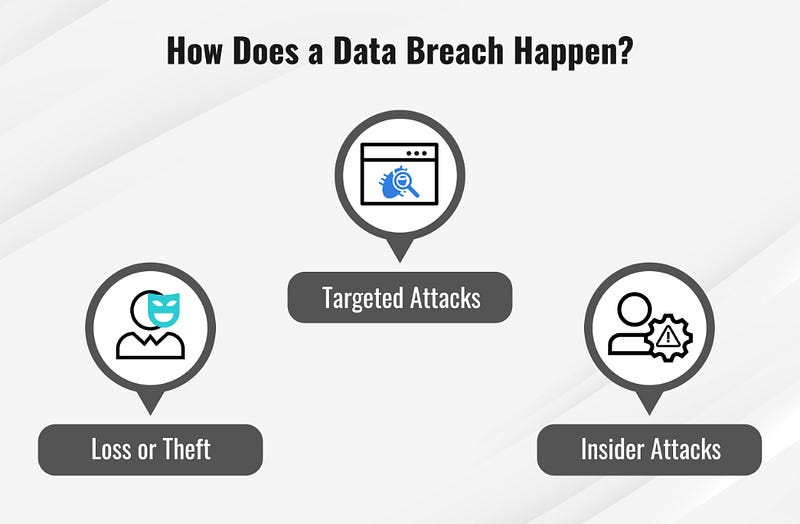 How Does a Data Breach Happen?
Targeted Attacks
Loss or Theft
Insider Attacks